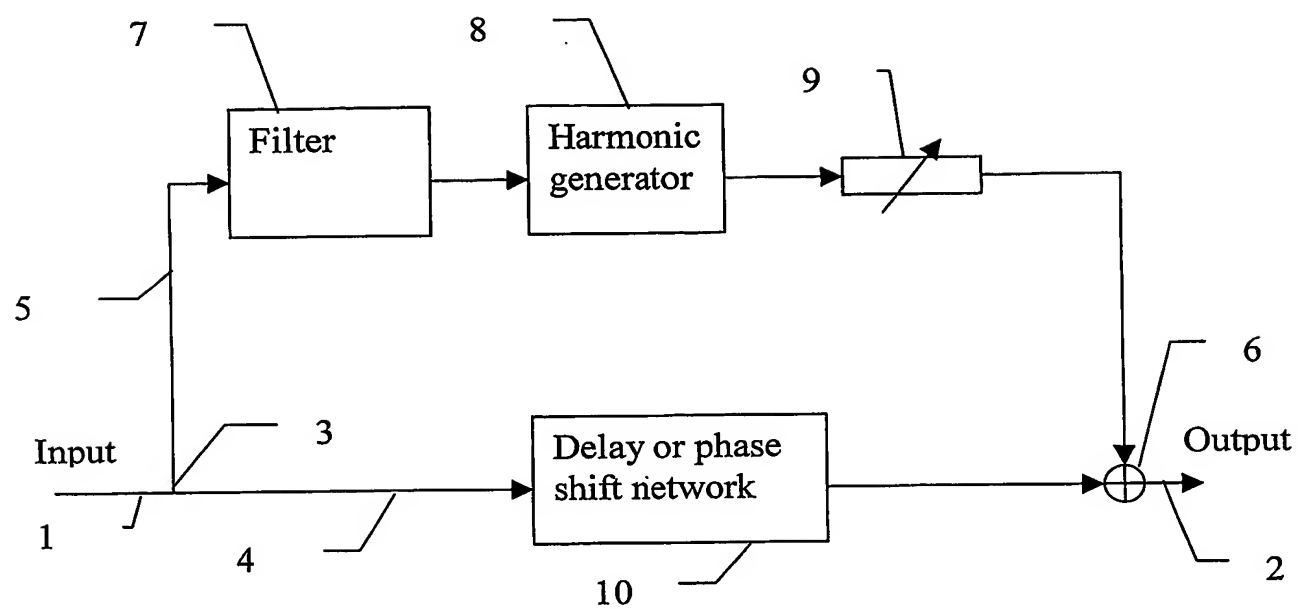 7
8
9
Filter
Harmonic
generator
5
6
3
Input
Output
Delay or phase
shift network
1
4
2
10